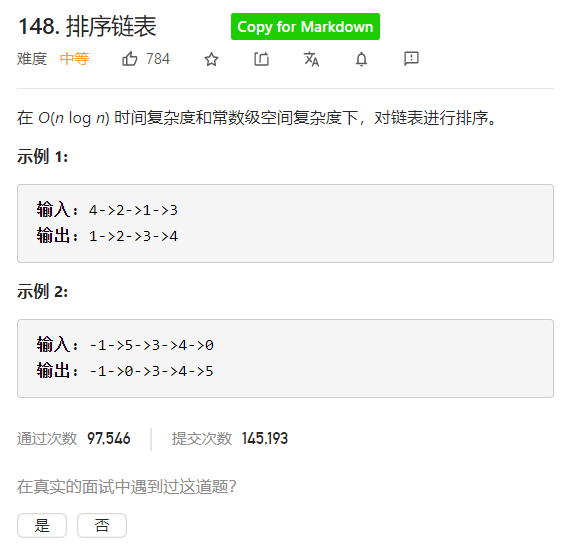 148. 排序链表 Copy for Markdown
难度 中等 784
在 O(n log n) 时间复杂度和常数级空间复杂度下，对链表进行排序。
示例 1:
输入: 4->2->1->3
输出: 1->2->3->4
示例 2:
输入: -1->5->3->4->0
输出: -1->0->3->4->5
通过次数 97,546 提交次数 145,193
在真实的面试中遇到过这道题?
是 否